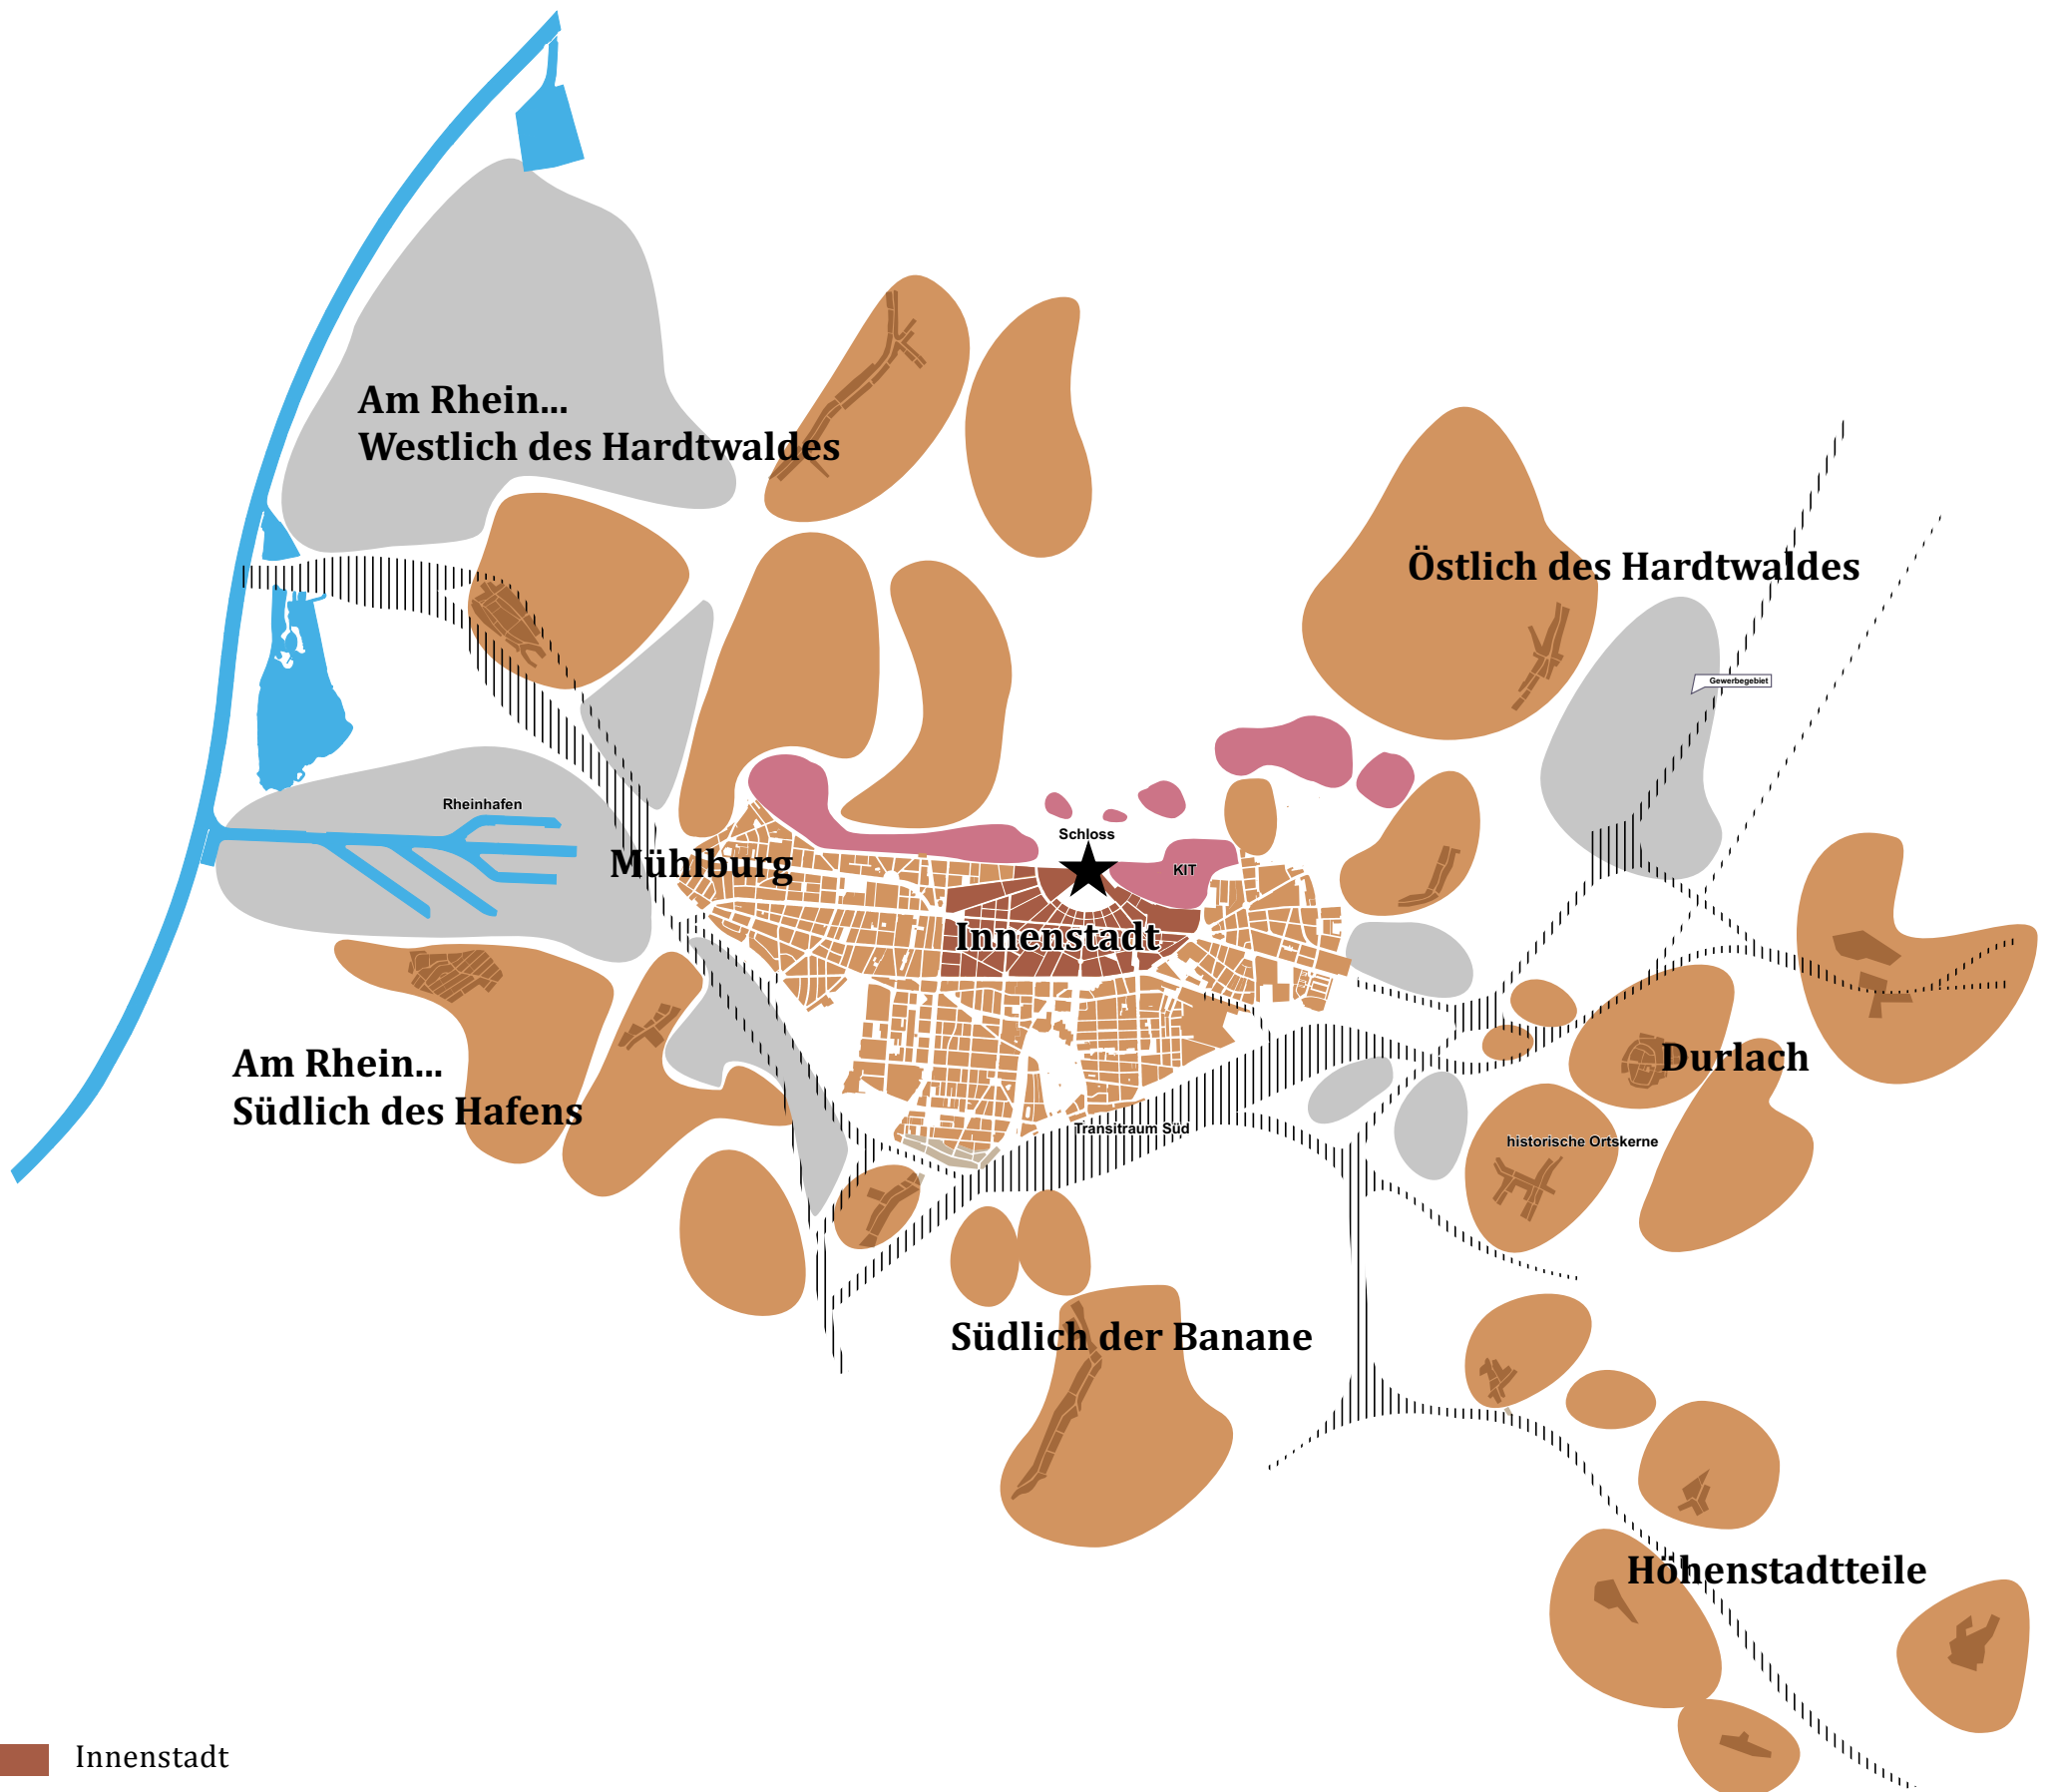 Am Rhein...
Westlich des Hardtwaldes
Östlich des Hardtwaldes
Gewerbegebiet
Rheinhafen
Schloss
Mühlburg
KIT
Innenstadt
Am Rhein...
Südlich des Hafens
Durlach
Transitraum Süd
historische Ortskerne
Südlich der Banane
Höhenstadtteile
Innenstadt